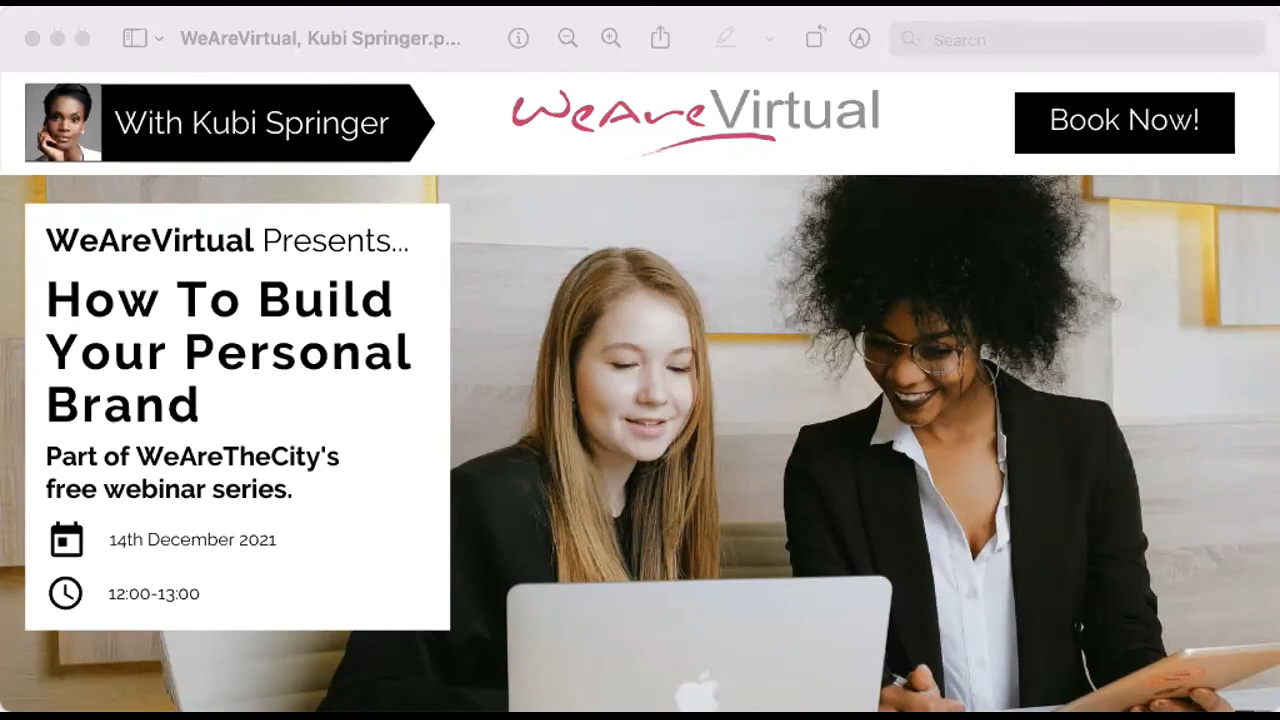 WeAreVirtual, Kubi Springer.p...
Search
With Kubi Springer
WeAreVirtual
Book Now!
WeAreVirtual Presents...
How To Build
Your Personal
Brand
Part of WeAreTheCity's
free webinar series.
14th December 2021
12:00-13:00